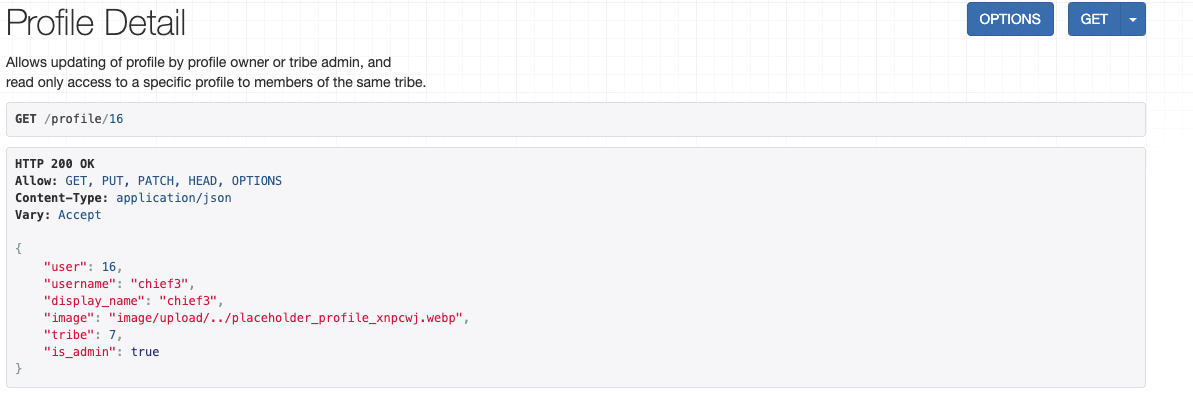 Profile Detail
OPTIONS
GET
Allows updating of profile by profile owner or tribe admin, and
read only access to a specific profile to members of the same tribe.
GET /profile/16
HTTP 200 OK
Allow: GET, PUT, PATCH, HEAD, OPTIONS
Content-Type: application/json
Vary: Accept
{
    "user": 16,
    "username": "chief3",
    "display_name": "chief3",
    "image": "image/upload/../placeholder_profile_xnpcwj.webp",
    "tribe": 7,
    "is_admin": true
}